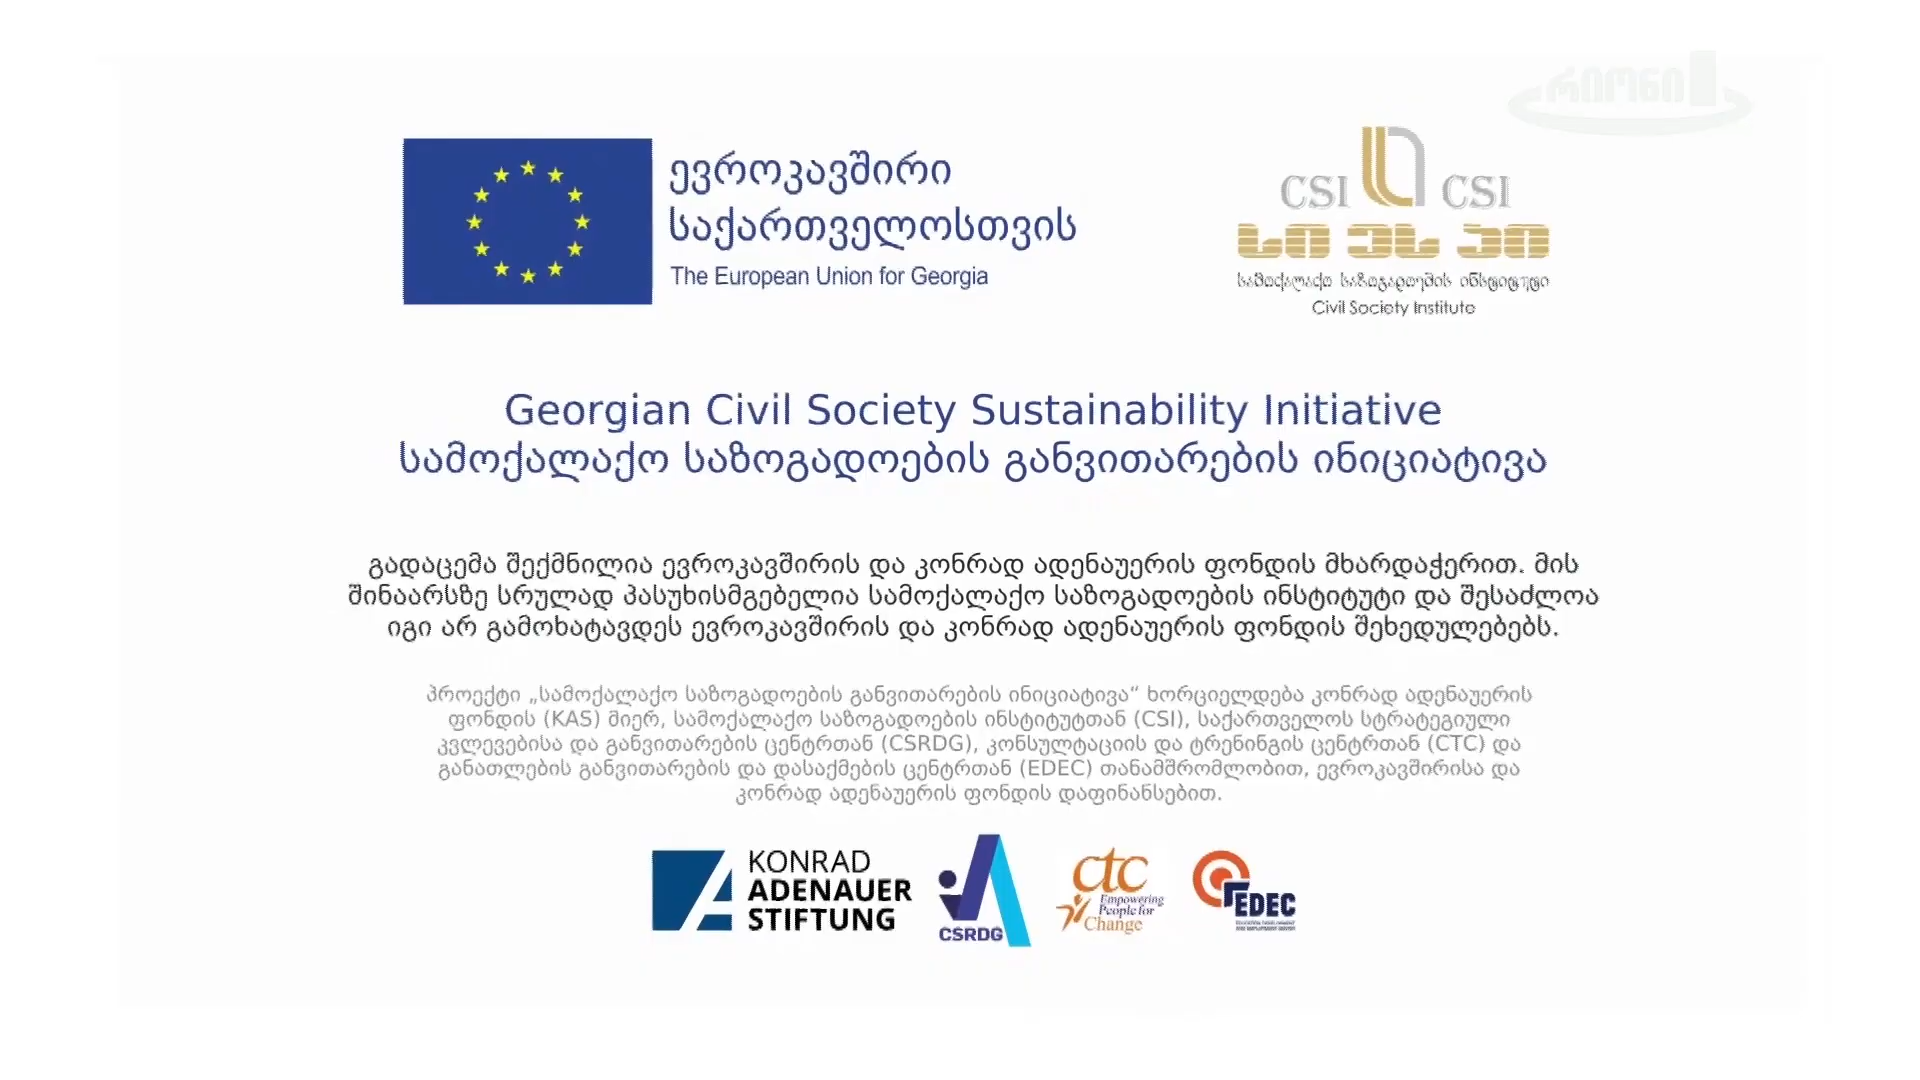 რიონი
ევროკავშირი
საქართველოსთვის
The European Union for Georgia
CSI CSI
სი ეს აი
სამოქალაქო საზოგადოების ინსტიტუტი
Civil Society Institute
Georgian Civil Society Sustainability Initiative
სამოქალაქო საზოგადოების განვითარების ინიციატივა
გადაცემა შექმნილია ევროკავშირის და კონრად ადენაუერის ფონდის მხარდაჭერით. მის
შინაარსზე სრულად პასუხისმგებელია სამოქალაქო საზოგადოების ინსტიტუტი და შესაძლოა
იგი არ გამოხატავდეს ევროკავშირის და კონრად ადენაუერის ფონდის შეხედულებებს.
პროექტი „სამოქალაქო საზოგადოების განვითარების ინიციატივა“ ხორციელდება კონრად ადენაუერის
ფონდის (KAS) მიერ, სამოქალაქო საზოგადოების ინსტიტუტთან (CSI), საქართველოს სტრატეგიული
კვლევებისა და განვითარების ცენტრთან (CSRDG), კონსულტაციის და ტრენინგის ცენტრთან (CTC) და
განათლების განვითარების და დასაქმების ცენტრთან (EDEC) თანამშრომლობით, ევროკავშირისა და
კონრად ადენაუერის ფონდის დაფინანსებით.
KONRAD
ADENAUER
STIFTUNG
CSRDG
ctc
Empowering
People for
Change
EDEC